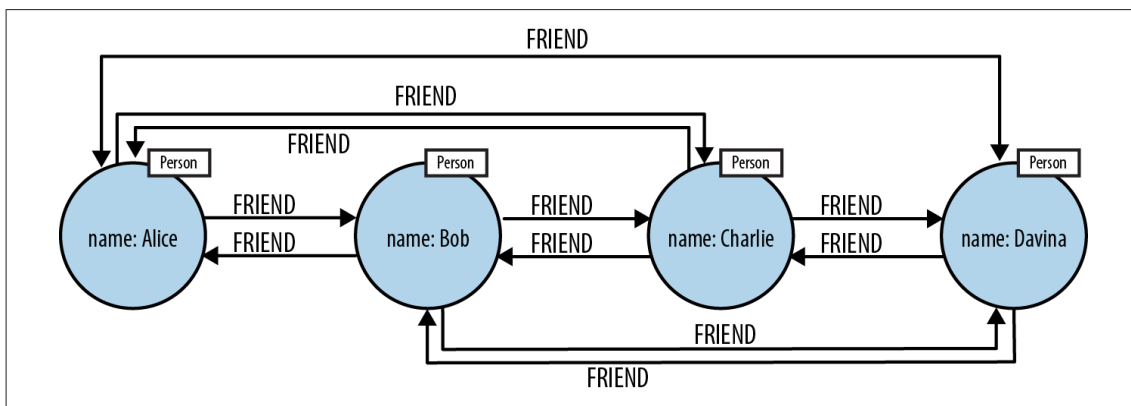 FRIEND
FRIEND
FRIEND
Person
Person
Person
Person
FRIEND
FRIEND
FRIEND
name: Alice
name: Bob
name: Charlie
name: Davina
FRIEND
FRIEND
FRIEND
FRIEND
FRIEND